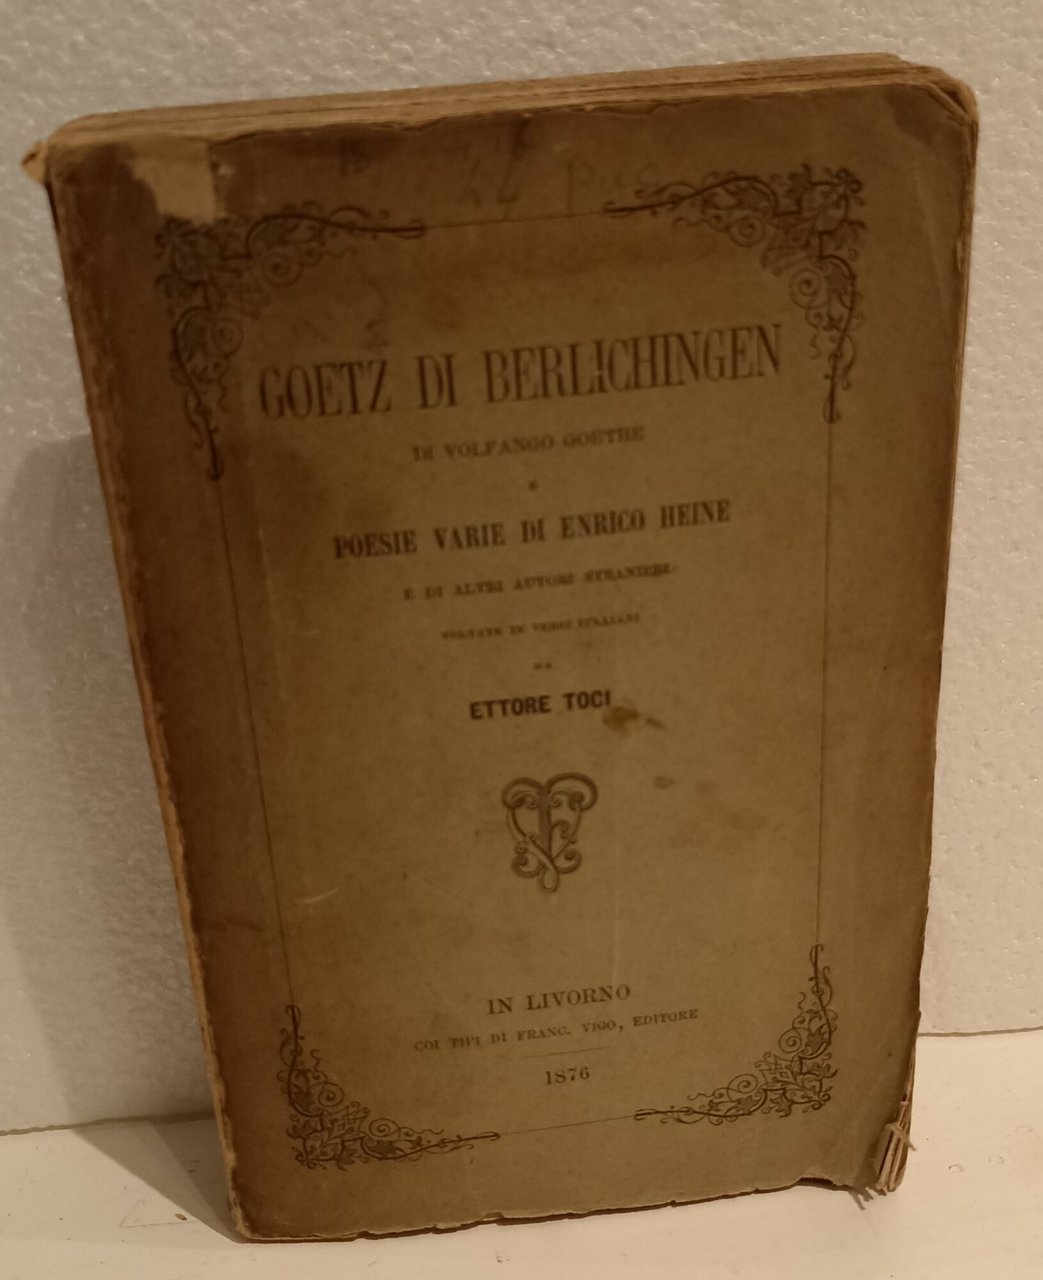 GOETZ DI BERLICHINGEN
DI VOLFANGO GOETHE
E
POESIE VARIE DI ENRICO HEINE
E DI ALTRI AUTORI STRANIERI
VOLTATE IN VERSI ITALIANI
DA
ETTORE TOCI
IN LIVORNO
COI TIPI DI FRANC. VIGO, EDITORE
1876